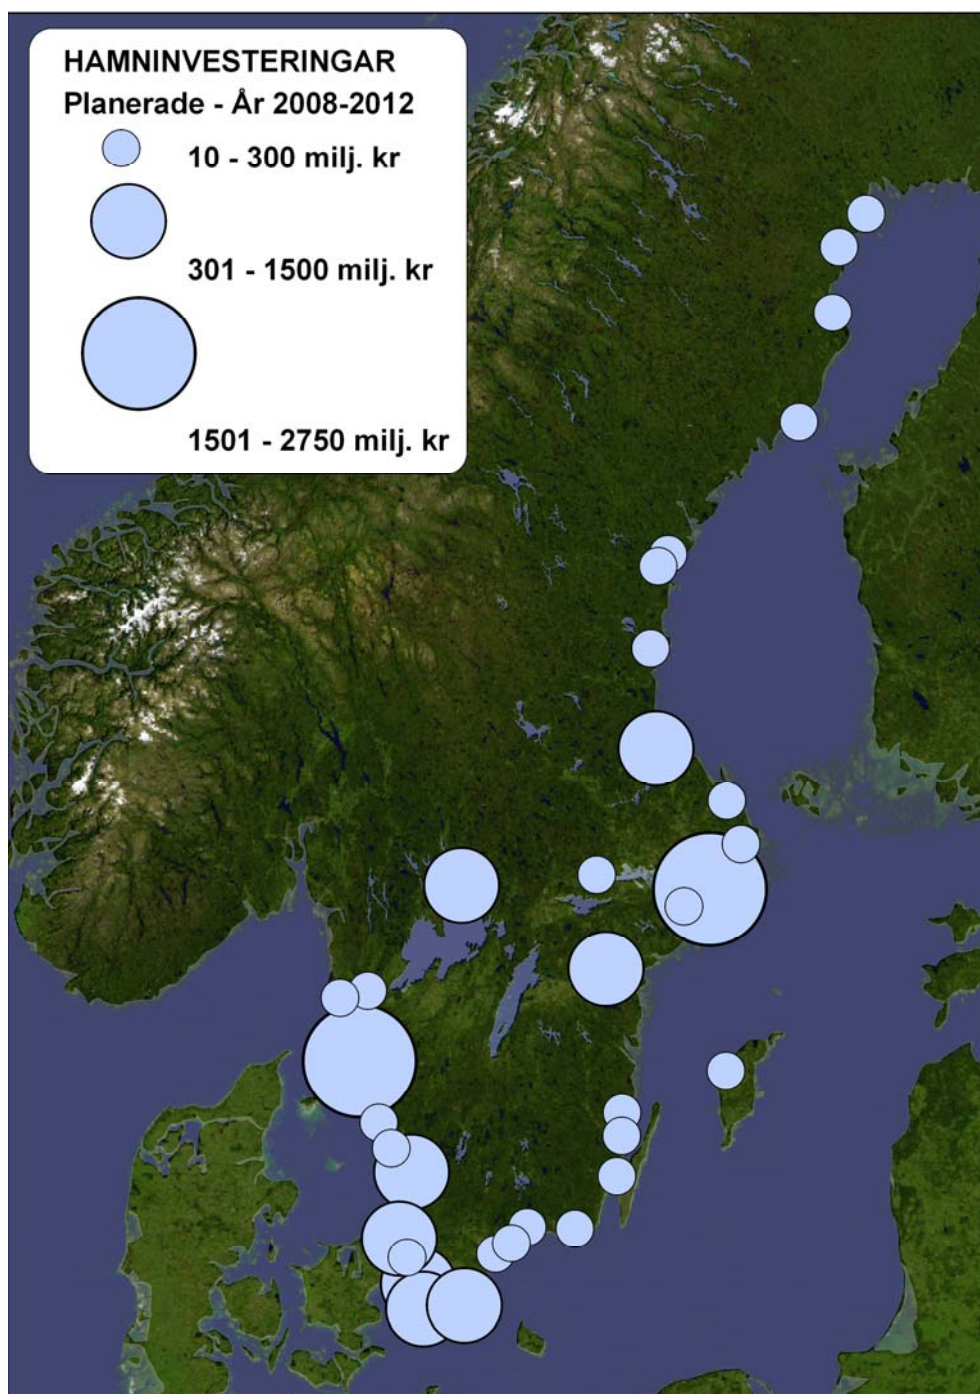 HAMNINVESTERINGAR
Planerade - År 2008-2012
10 - 300 milj. kr
301 - 1500 milj. kr
1501 - 2750 milj. kr